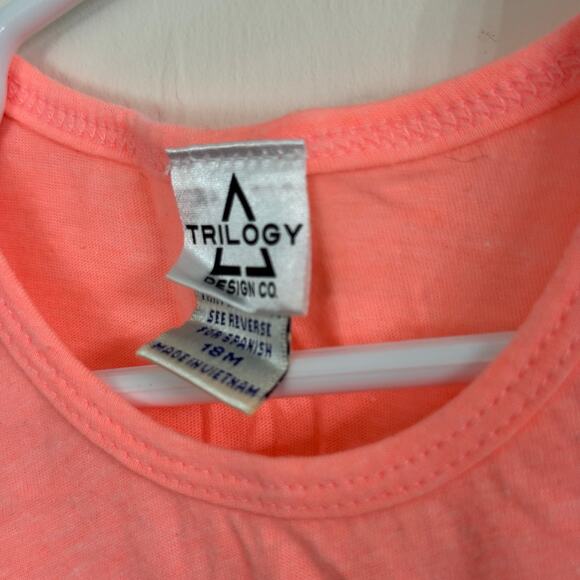 TRILOGY
DESIGN CO.
SEE REVERSE
FOR SPANISH
18M
MADE IN VIETNAM